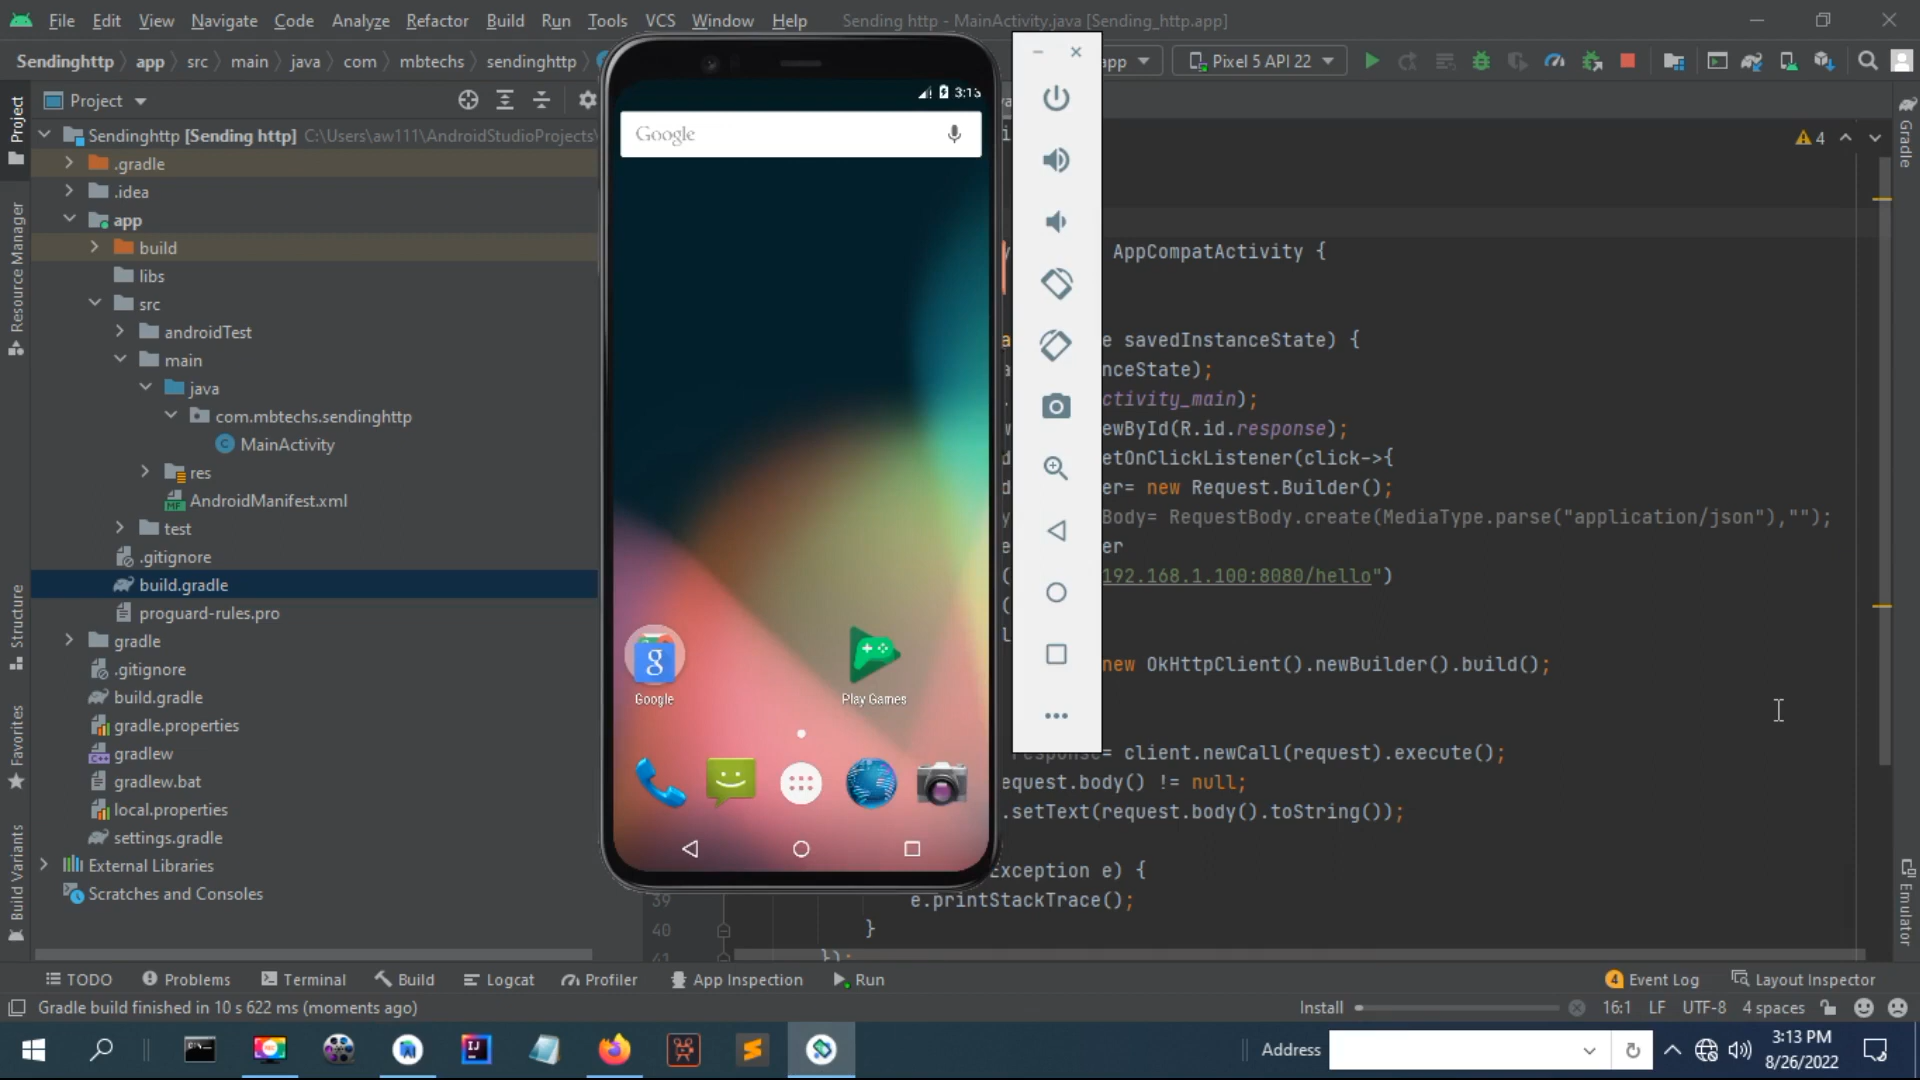 File Edit View Navigate Code Analyze Refactor Build Run Tools VCS Window Help Sending http - MainActivity.java [Sending_http.app]
Sendinghttp app src main java com mbtechs sendinghttp
Pixel 5 API 22
Project
Sendinghttp [Sending http] C:\Users\aw111\AndroidStudioProjects\
.gradle
.idea
app
build
libs
src
androidTest
main
java
com.mbtechs.sendinghttp
MainActivity
res
AndroidManifest.xml
test
.gitignore
build.gradle
proguard-rules.pro
gradle
.gitignore
build.gradle
gradle.properties
gradlew
gradlew.bat
local.properties
settings.gradle
External Libraries
Scratches and Consoles
Project
Resource Manager
Structure
Favorites
Build Variants
3:13
Google
Google
Play Games
4
AppCompatActivity {
savedInstanceState) {
nceState);
ctivity_main);
ewById(R.id.response);
etOnClickListener(click->{
er= new Request.Builder();
Body= RequestBody.create(MediaType.parse("application/json"),"");
er
192.168.1.100:8080/hello")
new OkHttpClient().newBuilder().build();
response= client.newCall(request).execute();
equest.body() != null;
.setText(request.body().toString());
Exception e) {
39 e.printStackTrace();
40 }
41 });
Gradle
Emulator
TODO Problems Terminal Build Logcat Profiler App Inspection Run 4 Event Log Layout Inspector
Gradle build finished in 10 s 622 ms (moments ago) Install 16:1 LF UTF-8 4 spaces
Address
3:13 PM
8/26/2022